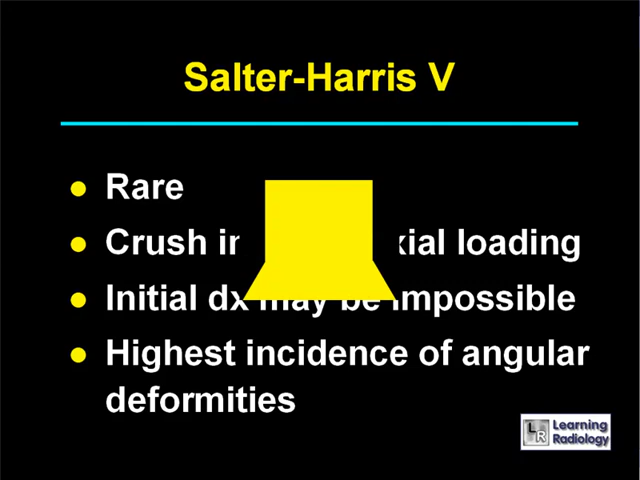 Salter-Harris V
● Rare
● Crush in xial loading
● Initial dx may be impossible
● Highest incidence of angular
deformities
LR Learning
Radiology